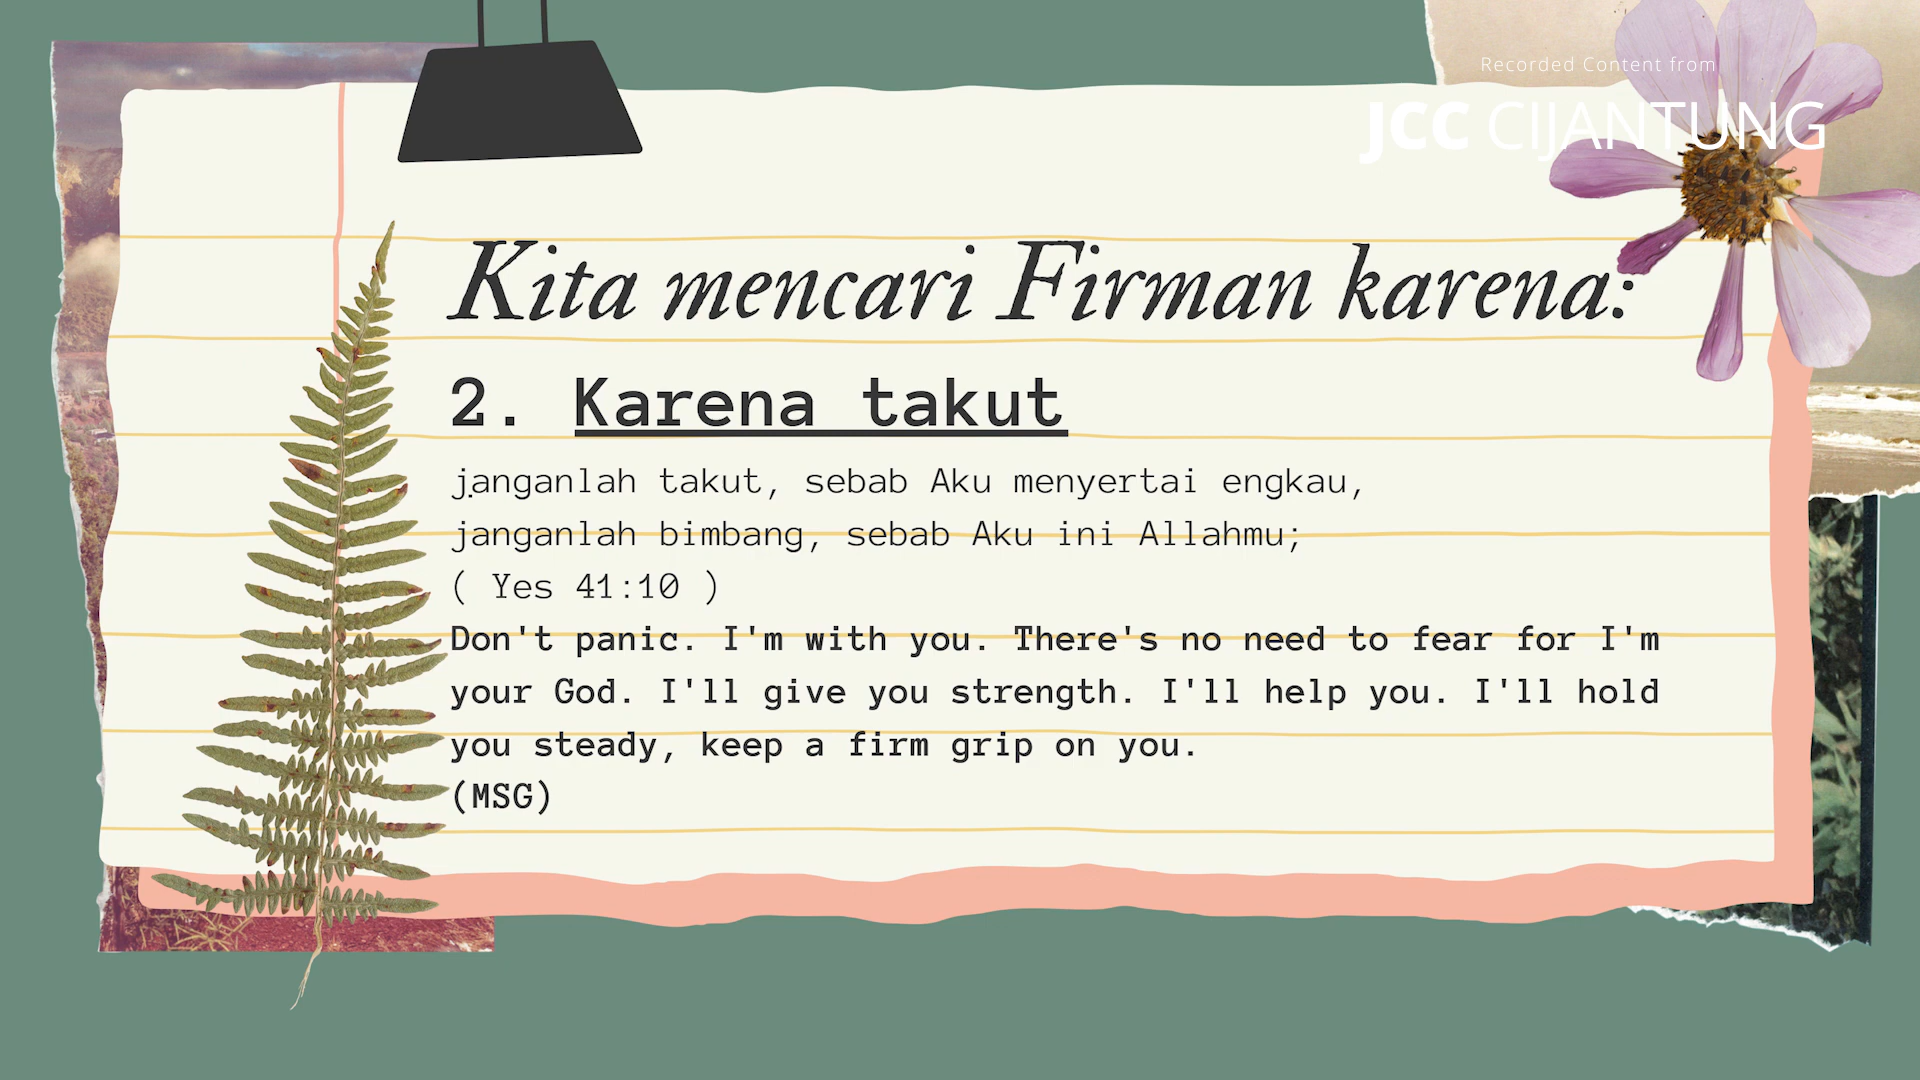 Recorded Content from
JCC CIJANTUNG
Kita mencari Firman karena:
2. Karena takut
janganlah takut, sebab Aku menyertai engkau,
janganlah bimbang, sebab Aku ini Allahmu;
( Yes 41:10 )
Don't panic. I'm with you. There's no need to fear for I'm
your God. I'll give you strength. I'll help you. I'll hold
you steady, keep a firm grip on you.
(MSG)